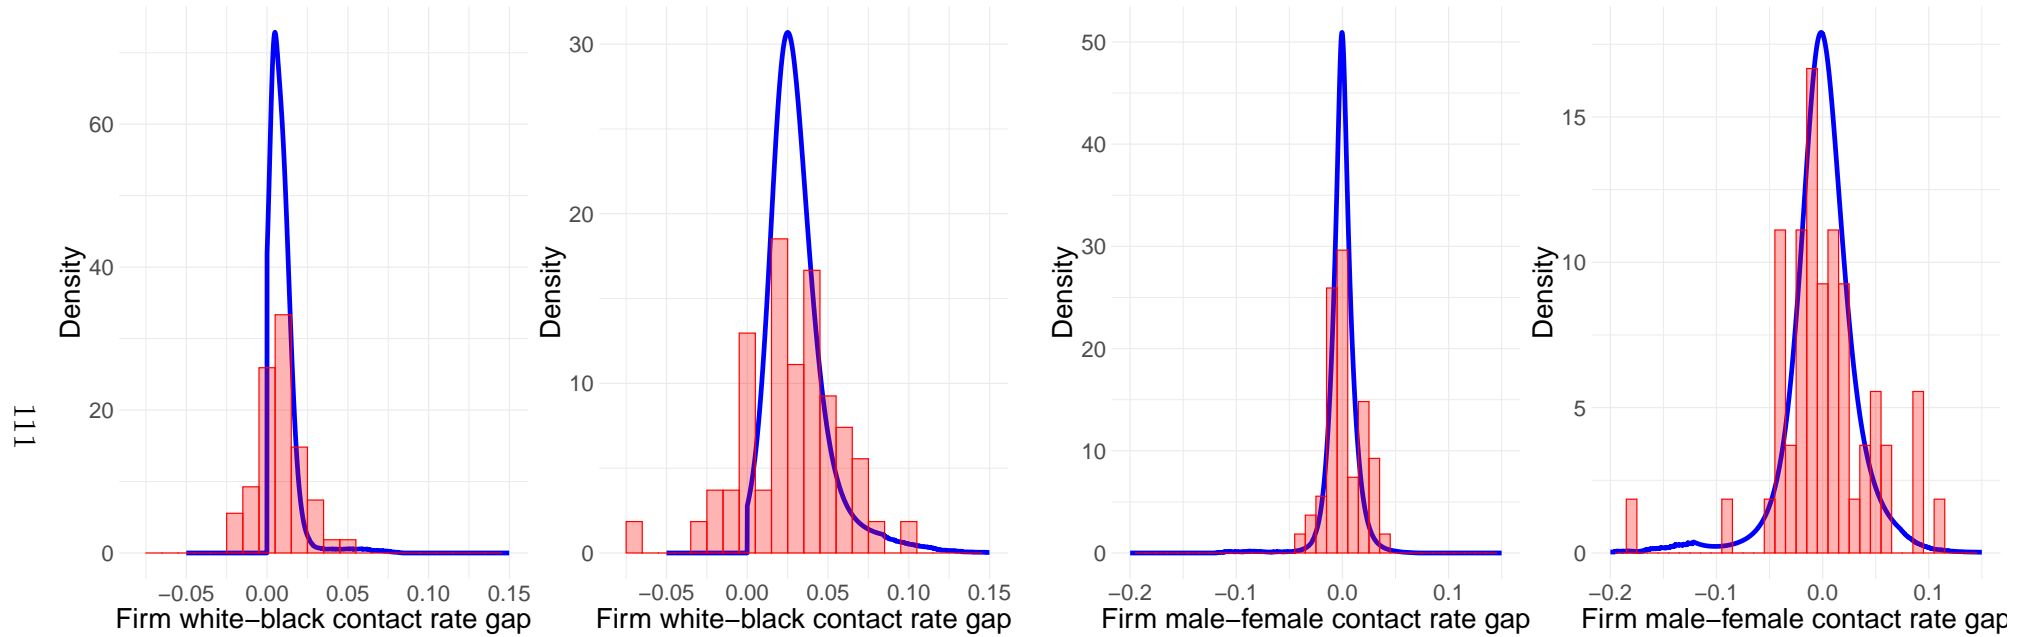 111
Density
60
40
20
0
−0.05 0.00 0.05 0.10 0.15
Firm white−black contact rate gap
Density
30
20
10
0
−0.05 0.00 0.05 0.10 0.15
Firm white−black contact rate gap
Density
50
40
30
20
10
0
−0.2 −0.1 0.0 0.1
Firm male−female contact rate gap
Density
15
10
5
0
−0.2 −0.1 0.0 0.1
Firm male−female contact rate gap